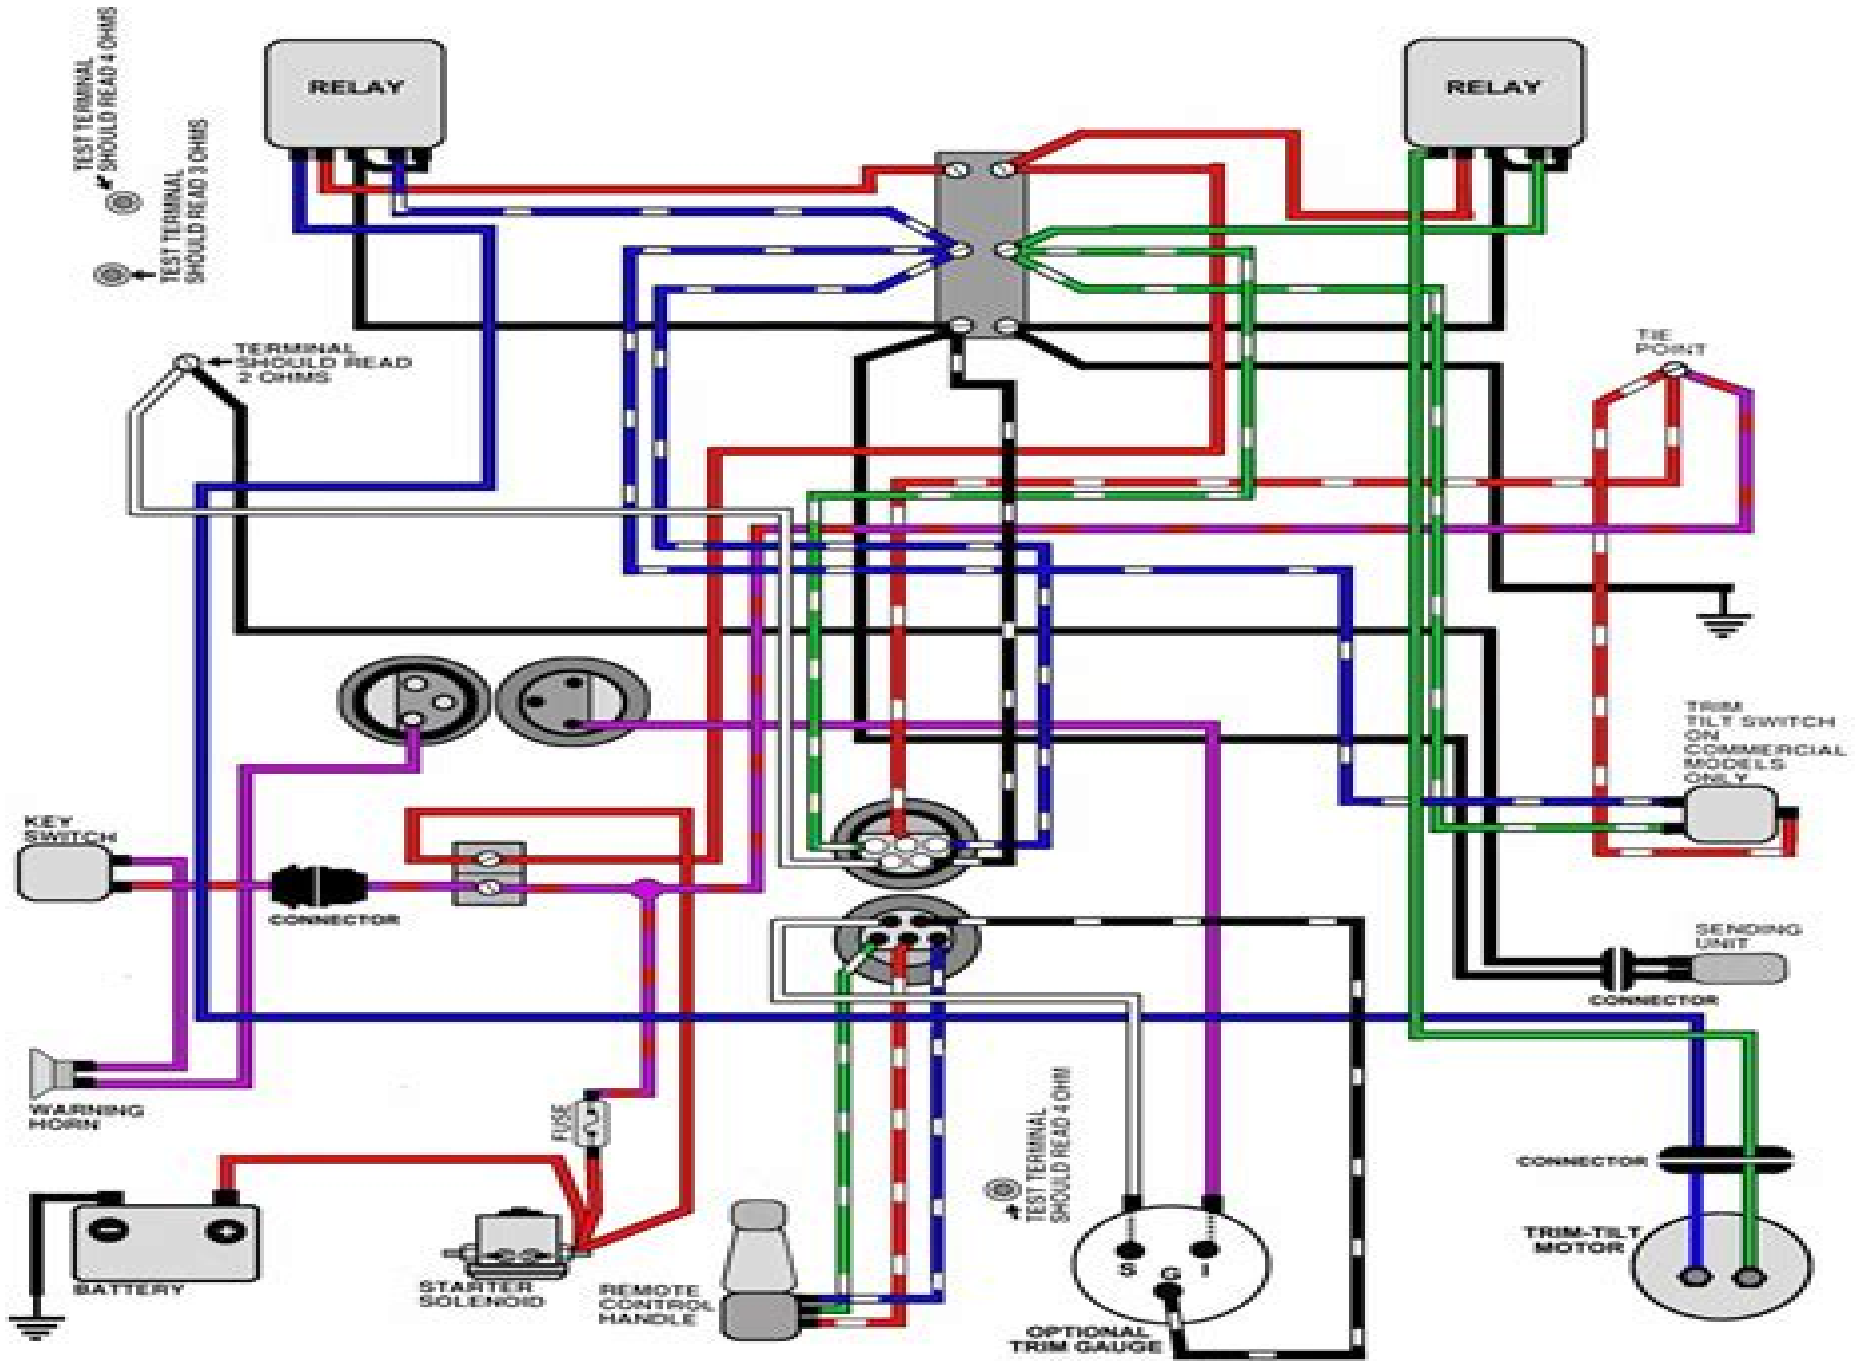 TEST TERMINAL
SHOULD READ 4 OHMS
TEST TERMINAL
SHOULD READ 3 OHMS
RELAY
RELAY
TERMINAL
SHOULD READ
2 OHMS
TIE
POINT
TRIM
TILT SWITCH
ON
COMMERCIAL
MODELS
ONLY
KEY
SWITCH
CONNECTOR
SENDING
UNIT
CONNECTOR
WARNING
HORN
FUSE
BATTERY
STARTER
SOLENOID
REMOTE
CONTROL
HANDLE
TEST TERMINAL
SHOULD READ 4 OHM
S
G
I
OPTIONAL
TRIM GAUGE
CONNECTOR
TRIM-TILT
MOTOR